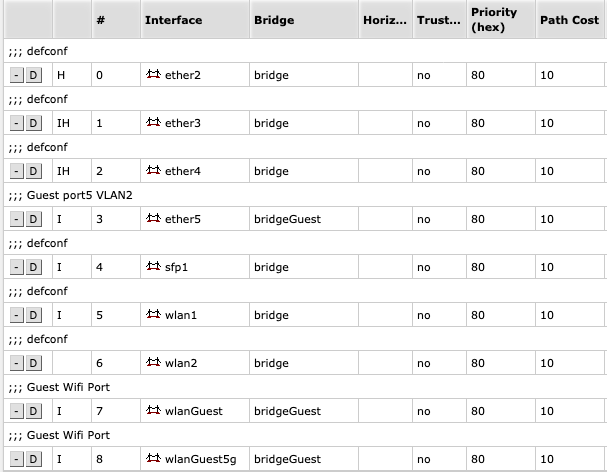 # Interface Bridge Horiz... Trust... Priority (hex) Path Cost
;;; defconf
- D H 0 ether2 bridge no 80 10
;;; defconf
- D IH 1 ether3 bridge no 80 10
;;; defconf
- D IH 2 ether4 bridge no 80 10
;;; Guest port5 VLAN2
- D I 3 ether5 bridgeGuest no 80 10
;;; defconf
- D I 4 sfp1 bridge no 80 10
;;; defconf
- D I 5 wlan1 bridge no 80 10
;;; defconf
- D 6 wlan2 bridge no 80 10
;;; Guest Wifi Port
- D I 7 wlanGuest bridgeGuest no 80 10
;;; Guest Wifi Port
- D I 8 wlanGuest5g bridgeGuest no 80 10